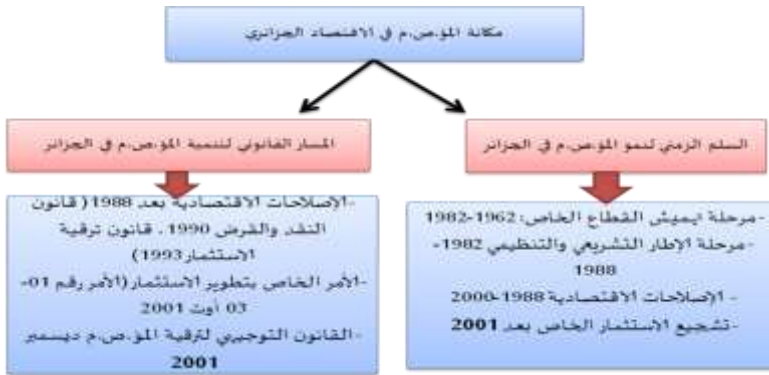 مكانة المؤ.ص.م في الاقتصاد الجزائري
السلم الزمني لنمو المؤ.ص.م في الجزائر
-مرحلة ايميش القطاع الخاص: 1962-1982
-مرحلة الإطار التشريعي والتنظيمي 1982-
1988
- الإصلاحات الاقتصادية 1988-2000
-تشجيع الاستثمار الخاص بعد 2001
المسار القانوني لتنمية المؤ.ص.م في الجزائر
-الإصلاحات الاقتصادية بعد 1988( قانون
النقد والقرض 1990 ، قانون ترقية
الاستثمار 1993)
-الأمر الخاص بتطوير الاستثمار (الأمر رقم 01-
03 أوت 2001
-القانون التوجيهي لترقية المؤ.ص.م ديسمبر
2001